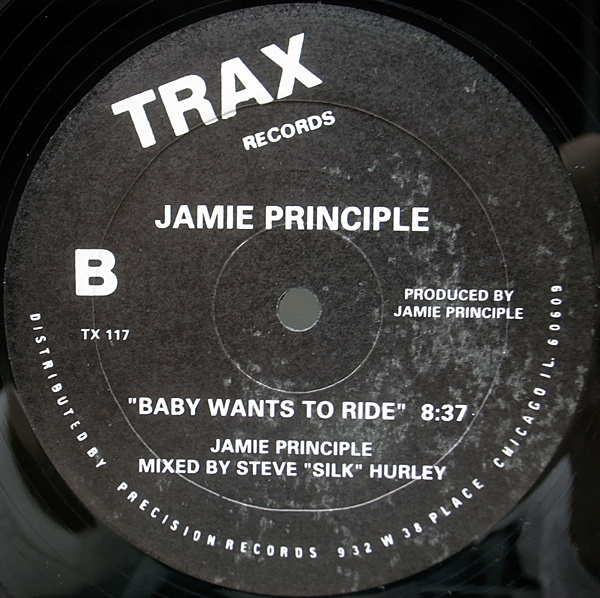 TRAX
RECORDS
JAMIE PRINCIPLE
B
TX 117
PRODUCED BY
JAMIE PRINCIPLE
"BABY WANTS TO RIDE" 8:37
JAMIE PRINCIPLE
MIXED BY STEVE "SILK" HURLEY
DISTRIBUTED BY PRECISION RECORDS 932 W 38 PLACE CHICAGO IL. 60609